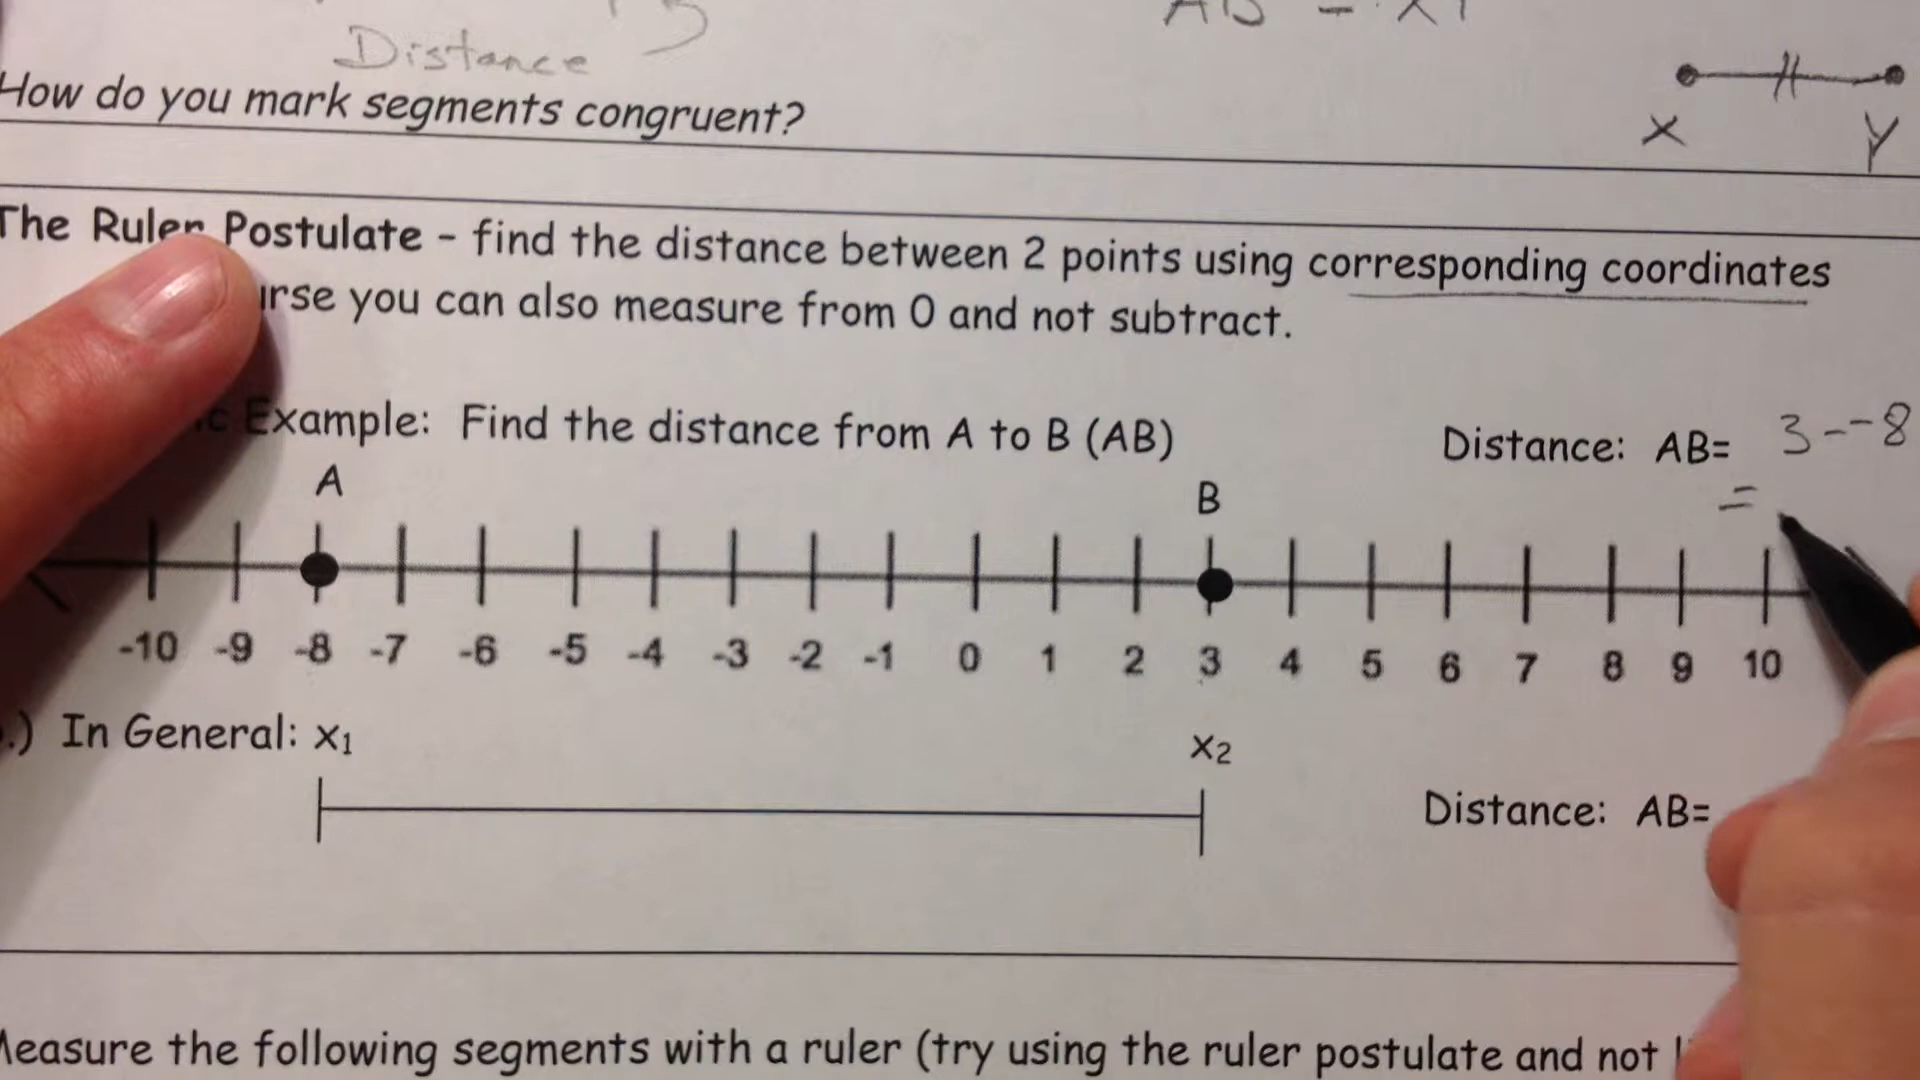 Distance
How do you mark segments congruent?
X Y
The Ruler Postulate - find the distance between 2 points using corresponding coordinates
you can also measure from 0 and not subtract.
Example: Find the distance from A to B (AB)
Distance: AB= 3--8
=
A B
-10 -9 -8 -7 -6 -5 -4 -3 -2 -1 0 1 2 3 4 5 6 7 8 9 10
.) In General: x1 x2
Distance: AB=
Measure the following segments with a ruler (try using the ruler postulate and not